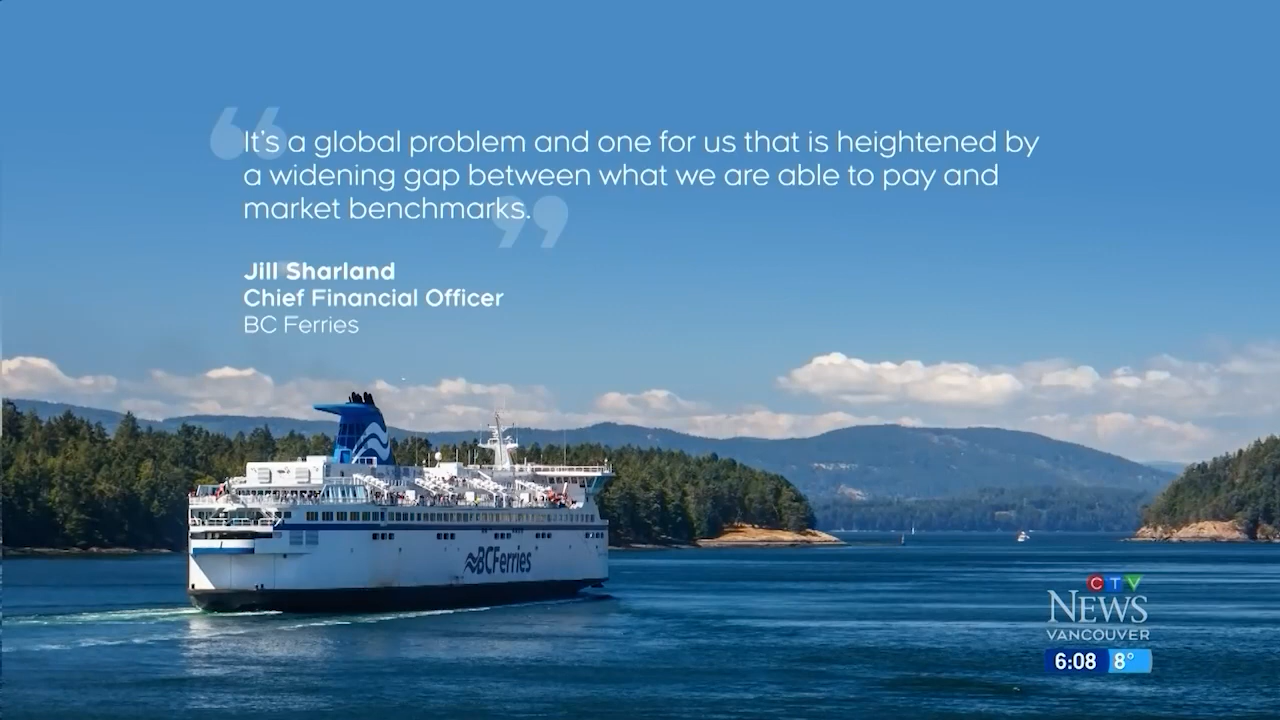 “It's a global problem and one for us that is heightened by
a widening gap between what we are able to pay and
market benchmarks.”
Jill Sharland
Chief Financial Officer
BC Ferries
BCFerries
CTV
NEWS
VANCOUVER
6:08 8°